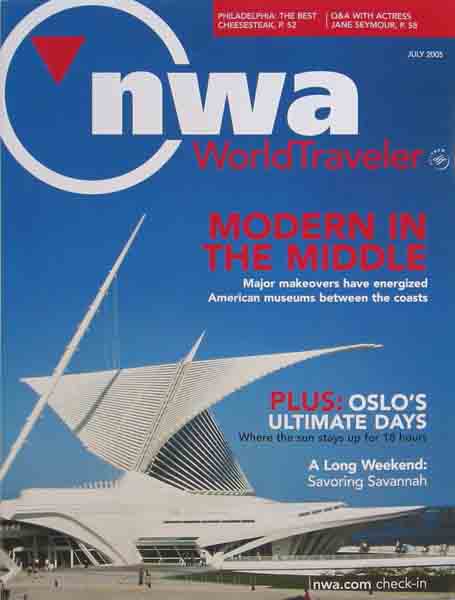 PHILADELPHIA: THE BEST
CHEESESTEAK, P. 52
Q&A WITH ACTRESS
JANE SEYMOUR, P. 58
JULY 2005
nwa
WorldTraveler
MODERN IN
THE MIDDLE
Major makeovers have energized
American museums between the coasts
PLUS: OSLO'S
ULTIMATE DAYS
Where the sun stays up for 18 hours
A Long Weekend:
Savoring Savannah
nwa.com check-in